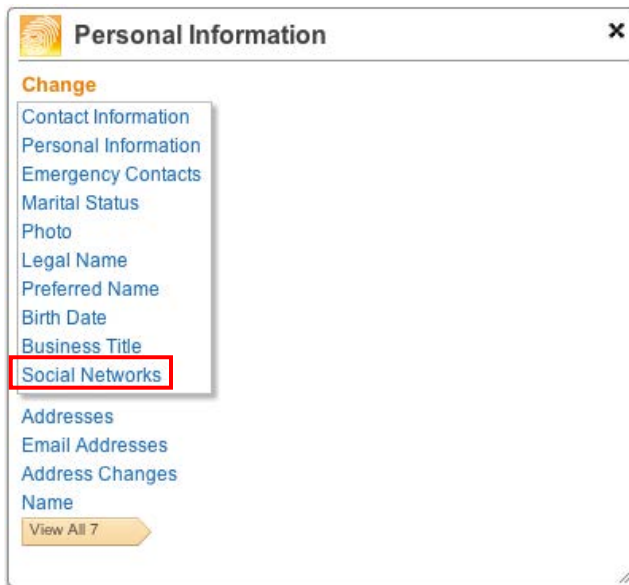 Personal Information
Change
Contact Information
Personal Information
Emergency Contacts
Marital Status
Photo
Legal Name
Preferred Name
Birth Date
Business Title
Social Networks
Addresses
Email Addresses
Address Changes
Name
View All 7